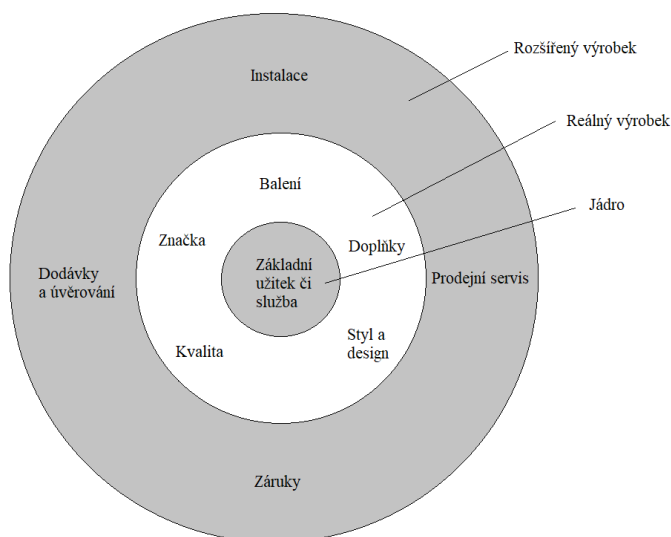 Rozšířený výrobek
Instalace
Reálný výrobek
Balení
Jádro
Značka
Doplňky
Základní
užitek či
služba
Dodávky
a úvěrování
Prodejní servis
Styl a
design
Kvalita
Záruky